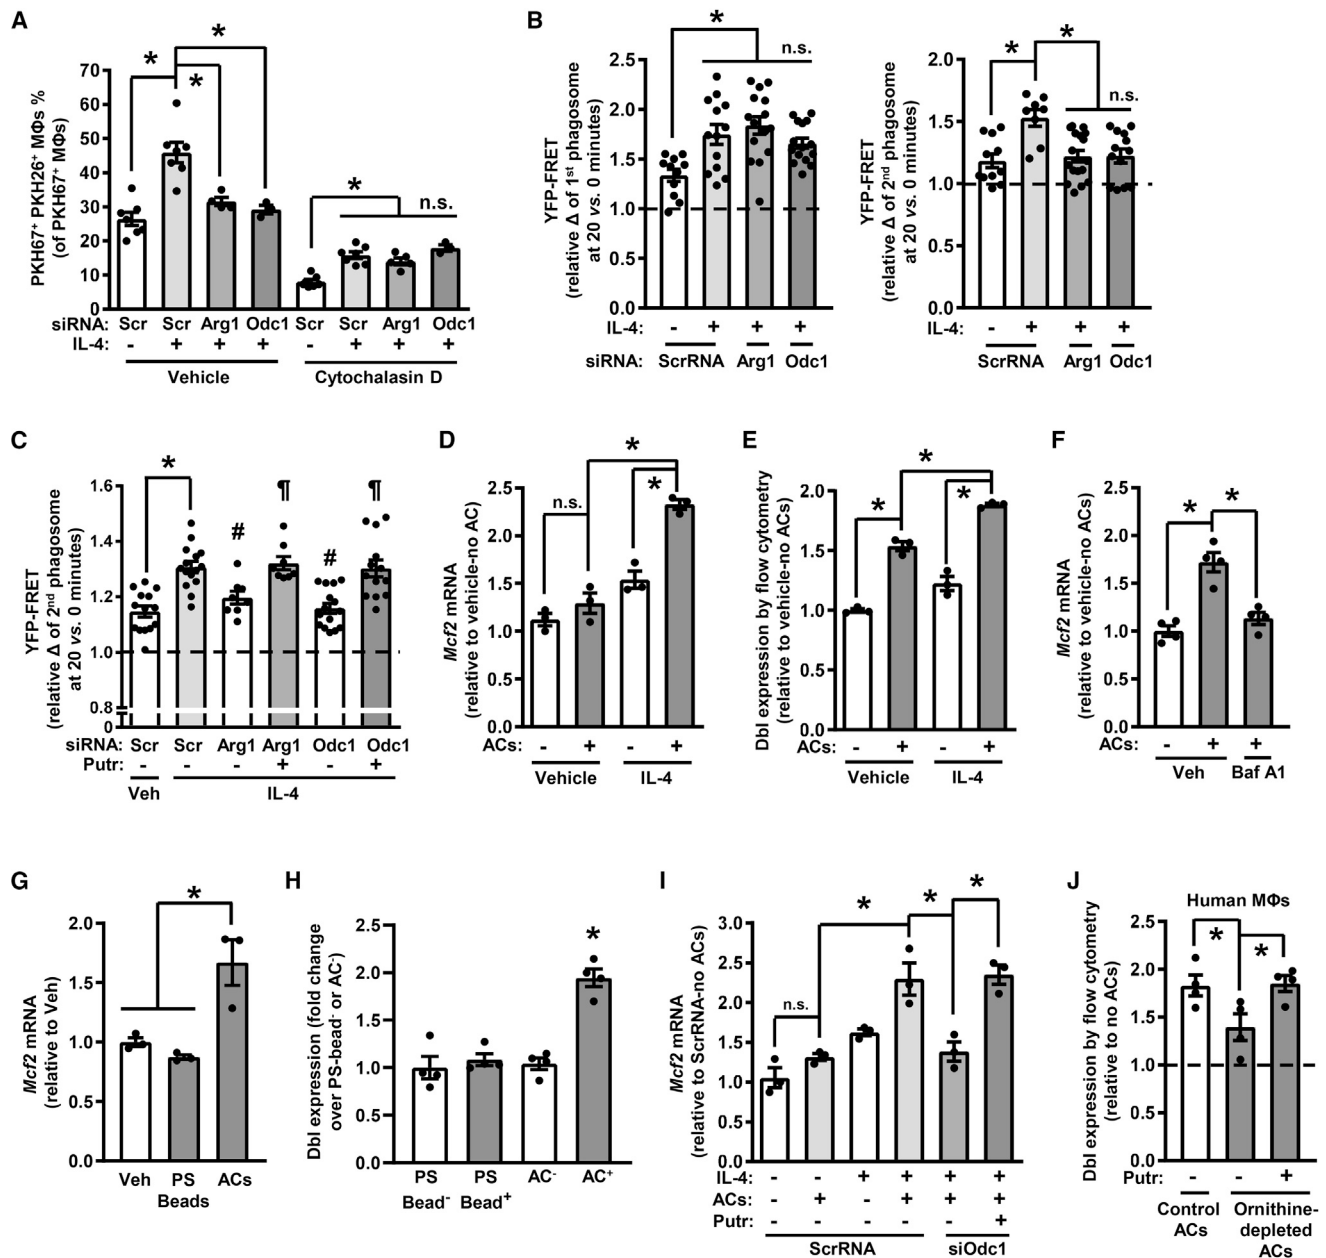 A
PKH67+ PKH26+ MΦs %
(of PKH67+ MΦs)
70
60
50
40
30
20
10
0
* * *
* n.s.
siRNA: Scr Scr Arg1 Odc1 Scr Scr Arg1 Odc1
IL-4: - + + + - + + +
Vehicle Cytochalasin D
B
YFP-FRET
(relative Δ of 1st phagosome
at 20 vs. 0 minutes)
2.5
2.0
1.5
1.0
0.5
0.0
* n.s.
IL-4: - + + +
siRNA: ScrRNA Arg1 Odc1
YFP-FRET
(relative Δ of 2nd phagosome
at 20 vs. 0 minutes)
2.0
1.5
1.0
0.5
0.0
* * n.s.
IL-4: - + + +
ScrRNA Arg1 Odc1
C
YFP-FRET
(relative Δ of 2nd phagosome
at 20 vs. 0 minutes)
1.6
1.4
1.2
1.0
0.8
0
* # ¶ # ¶
siRNA: Scr Scr Arg1 Arg1 Odc1 Odc1
Putr: - - - + - +
Veh IL-4
D
Mcf2 mRNA
(relative to vehicle-no AC)
2.5
2.0
1.5
1.0
0.5
0.0
n.s. * *
ACs: - + - +
Vehicle IL-4
E
Dbl expression by flow cytometry
(relative to vehicle-no ACs)
2.0
1.5
1.0
0.5
0.0
* * *
ACs: - + - +
Vehicle IL-4
F
Mcf2 mRNA
(relative to vehicle-no ACs)
2.5
2.0
1.5
1.0
0.5
0.0
* *
ACs: - + +
Veh Baf A1
G
Mcf2 mRNA
(relative to Veh)
2.0
1.5
1.0
0.5
0.0
*
Veh PS ACs
Beads
H
Dbl expression (fold change
over PS-bead- or AC-)
2.5
2.0
1.5
1.0
0.5
0.0
*
PS PS AC- AC+
Bead- Bead+
I
Mcf2 mRNA
(relative to ScrRNA-no ACs)
3.0
2.5
2.0
1.5
1.0
0.5
0.0
n.s. * * *
IL-4: - - + + + +
ACs: - + - + + +
Putr: - - - - - +
ScrRNA siOdc1
J
Human MΦs
Dbl expression by flow cytometry
(relative to no ACs)
2.5
2.0
1.5
1.0
0.5
0.0
* *
Putr: - - +
Control Ornithine-
ACs depleted
ACs